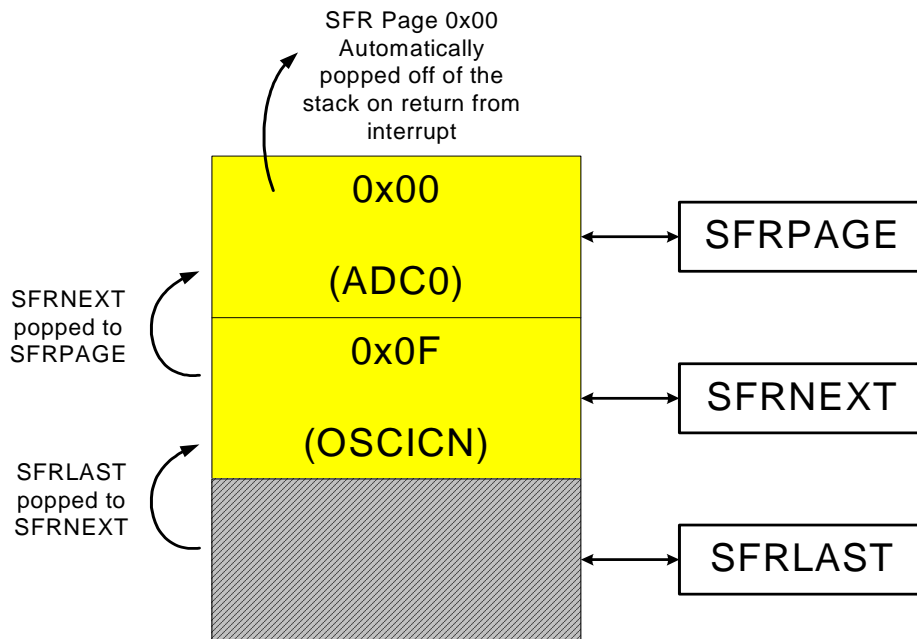 SFR Page 0x00
Automatically
popped off of the
stack on return from
interrupt
0x00
(ADC0)
SFRPAGE
SFRNEXT
popped to
SFRPAGE
0x0F
(OSCICN)
SFRNEXT
SFRLAST
popped to
SFRNEXT
SFRLAST